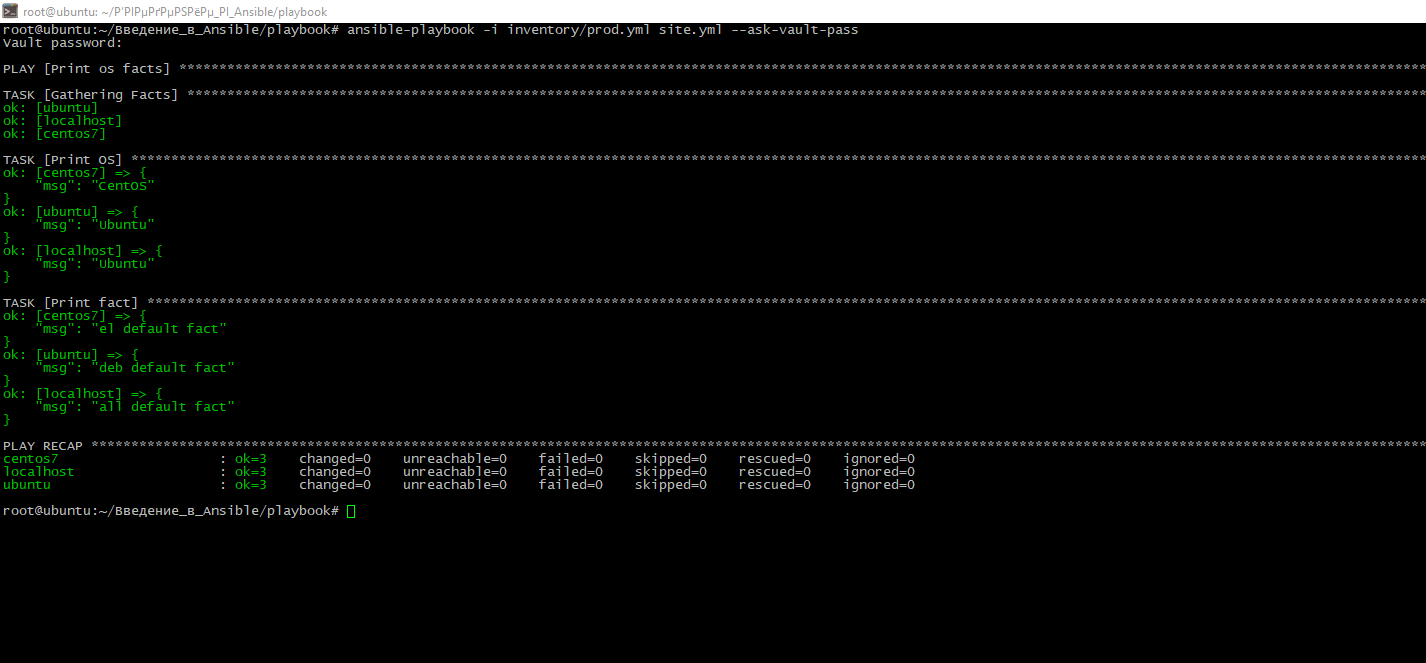 root@ubuntu: ~/Р'РІРµРґРµРЅРёРµ_РІ_Ansible/playbook
root@ubuntu:~/Введение_в_Ansible/playbook# ansible-playbook -i inventory/prod.yml site.yml --ask-vault-pass
Vault password:
PLAY [Print os facts] ****************************************************************************************************************************************************************
TASK [Gathering Facts] ***************************************************************************************************************************************************************
ok: [ubuntu]
ok: [localhost]
ok: [centos7]
TASK [Print OS] **********************************************************************************************************************************************************************
ok: [centos7] => {
    "msg": "CentOS"
}
ok: [ubuntu] => {
    "msg": "Ubuntu"
}
ok: [localhost] => {
    "msg": "Ubuntu"
}
TASK [Print fact] ********************************************************************************************************************************************************************
ok: [centos7] => {
    "msg": "el default fact"
}
ok: [ubuntu] => {
    "msg": "deb default fact"
}
ok: [localhost] => {
    "msg": "all default fact"
}
PLAY RECAP ***************************************************************************************************************************************************************************
centos7                    : ok=3    changed=0    unreachable=0    failed=0    skipped=0    rescued=0    ignored=0
localhost                  : ok=3    changed=0    unreachable=0    failed=0    skipped=0    rescued=0    ignored=0
ubuntu                     : ok=3    changed=0    unreachable=0    failed=0    skipped=0    rescued=0    ignored=0
root@ubuntu:~/Введение_в_Ansible/playbook#